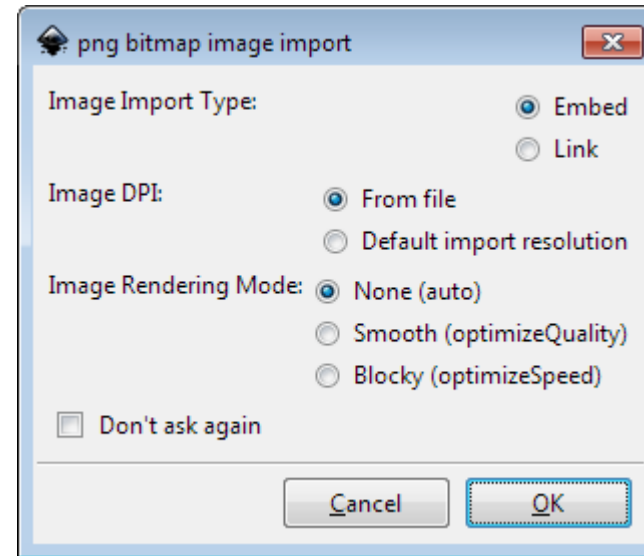 png bitmap image import
Image Import Type:
Embed
Link
Image DPI:
From file
Default import resolution
Image Rendering Mode:
None (auto)
Smooth (optimizeQuality)
Blocky (optimizeSpeed)
Don't ask again
Cancel
OK